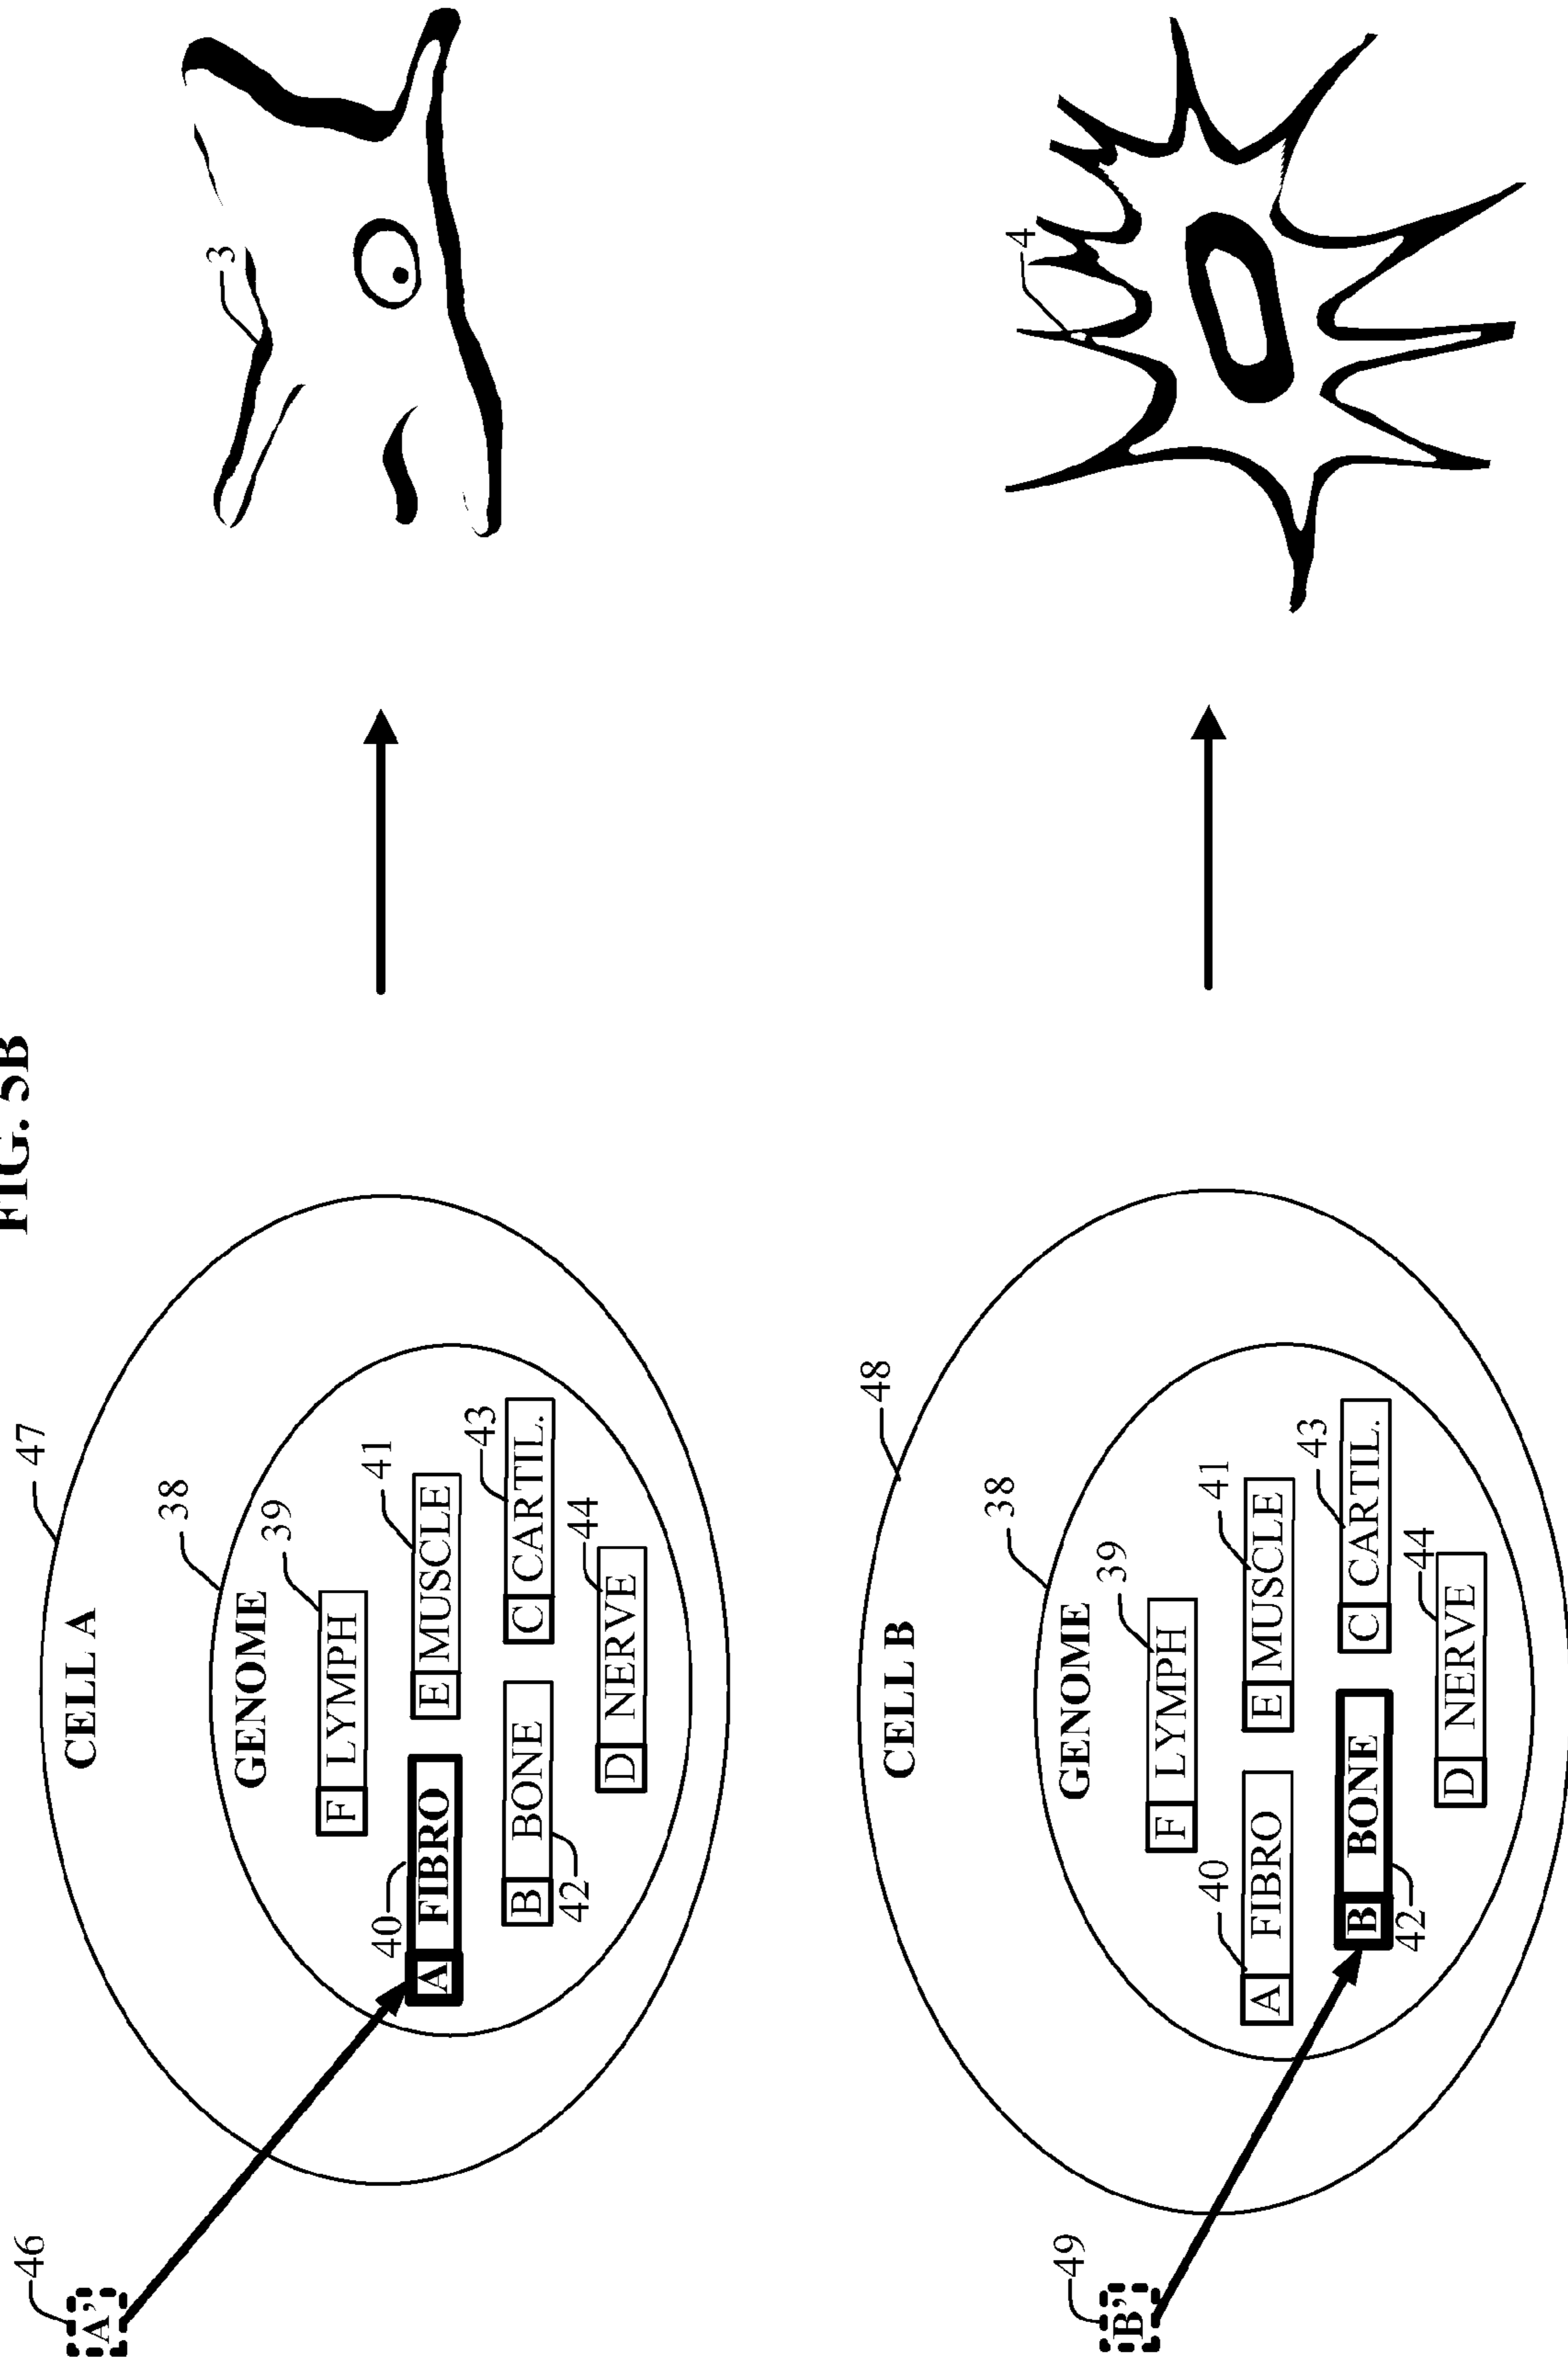 FIG. 5B
46
A'
47
CELL A
38
GENOME
39
F LYMPH
40
A FIBRO
41
E MUSCLE
42
B BONE
43
C CARTIL.
44
D NERVE
3
49
B'
48
CELL B
38
GENOME
39
F LYMPH
40
A FIBRO
41
E MUSCLE
42
B BONE
43
C CARTIL.
44
D NERVE
4